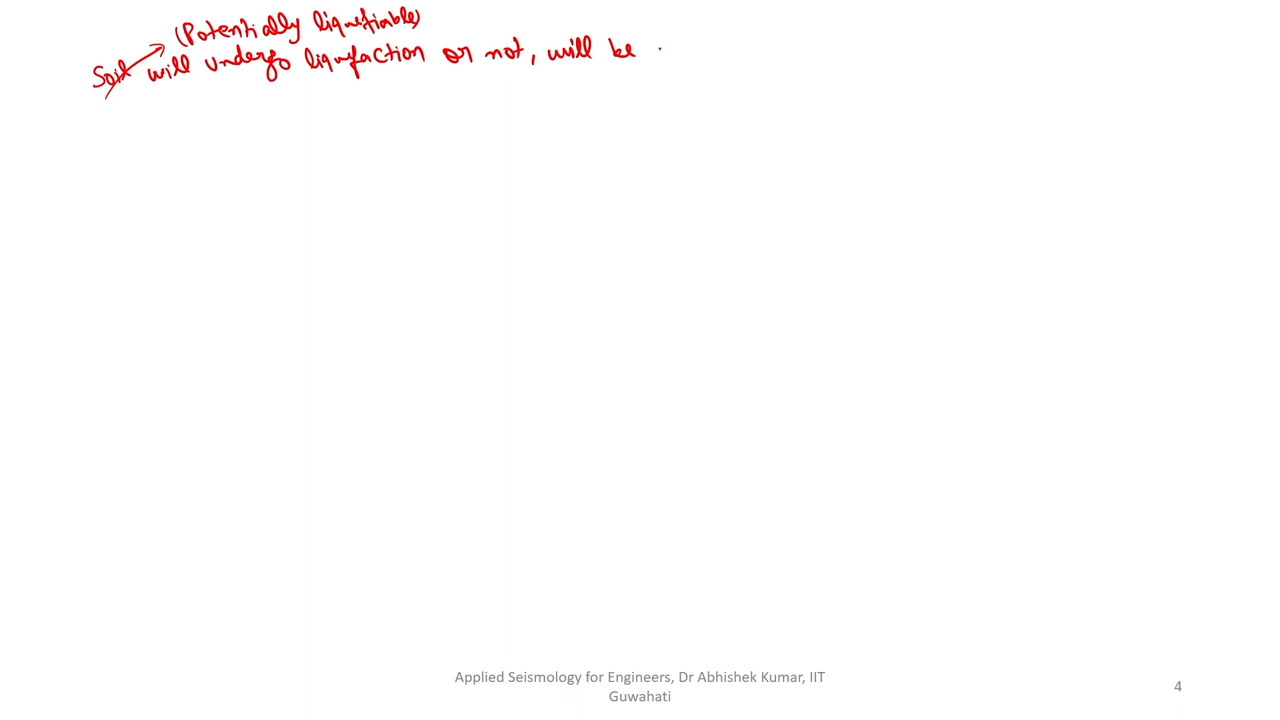 (Potentially liquefiable)
Soil will undergo liquefaction or not, will be
Applied Seismology for Engineers, Dr Abhishek Kumar, IIT
Guwahati
4